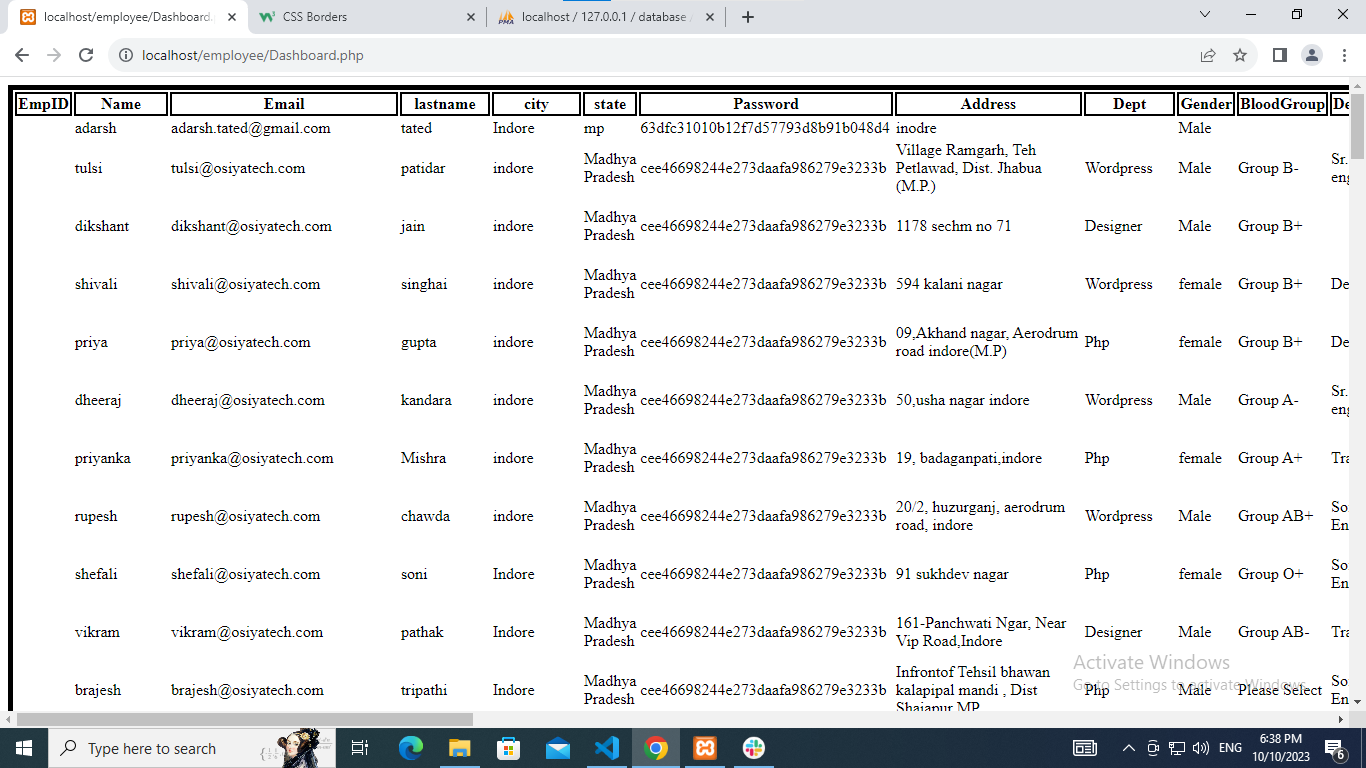 localhost/employee/Dashboard.
CSS Borders
localhost / 127.0.0.1 / database
localhost/employee/Dashboard.php
EmpID Name Email lastname city state Password Address Dept Gender BloodGroup De
adarsh adarsh.tated@gmail.com tated Indore mp 63dfc31010b12f7d57793d8b91b048d4 inodre Male
tulsi tulsi@osiyatech.com patidar indore Madhya Pradesh cee46698244e273daafa986279e3233b Village Ramgarh, Teh Petlawad, Dist. Jhabua (M.P.) Wordpress Male Group B- Sr. eng
dikshant dikshant@osiyatech.com jain indore Madhya Pradesh cee46698244e273daafa986279e3233b 1178 sechm no 71 Designer Male Group B+
shivali shivali@osiyatech.com singhai indore Madhya Pradesh cee46698244e273daafa986279e3233b 594 kalani nagar Wordpress female Group B+ De
priya priya@osiyatech.com gupta indore Madhya Pradesh cee46698244e273daafa986279e3233b 09,Akhand nagar, Aerodrum road indore(M.P) Php female Group B+ De
dheeraj dheeraj@osiyatech.com kandara indore Madhya Pradesh cee46698244e273daafa986279e3233b 50,usha nagar indore Wordpress Male Group A- Sr. eng
priyanka priyanka@osiyatech.com Mishra indore Madhya Pradesh cee46698244e273daafa986279e3233b 19, badaganpati,indore Php female Group A+ Tra
rupesh rupesh@osiyatech.com chawda indore Madhya Pradesh cee46698244e273daafa986279e3233b 20/2, huzurganj, aerodrum road, indore Wordpress Male Group AB+ So En
shefali shefali@osiyatech.com soni Indore Madhya Pradesh cee46698244e273daafa986279e3233b 91 sukhdev nagar Php female Group O+ So En
vikram vikram@osiyatech.com pathak Indore Madhya Pradesh cee46698244e273daafa986279e3233b 161-Panchwati Ngar, Near Vip Road,Indore Designer Male Group AB- Tra
brajesh brajesh@osiyatech.com tripathi Indore Madhya Pradesh cee46698244e273daafa986279e3233b Infrontof Tehsil bhawan kalapipal mandi , Dist Shajapur MP Php Male Please Select So En
Activate Windows
Go to Settings to activate Windows.
Type here to search
ENG
6:38 PM
10/10/2023
6